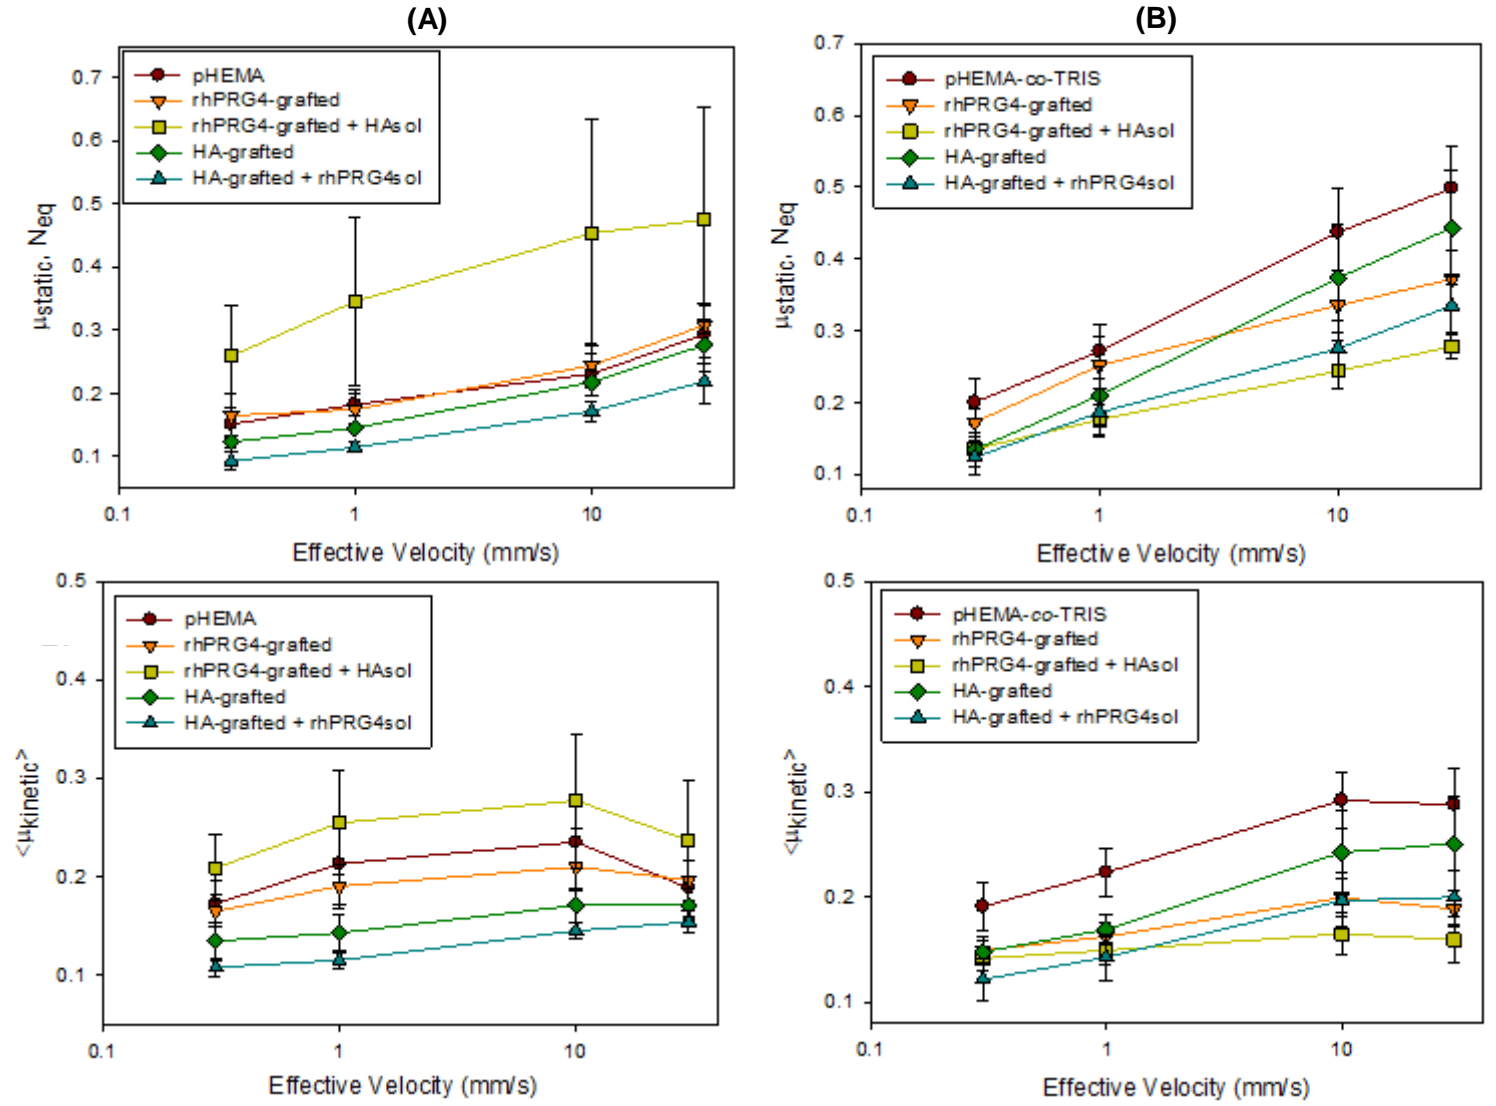 (A)
0.7
0.6
0.5
0.4
0.3
0.2
0.1
μstatic, Neq
pHEMA
rhPRG4-grafted
rhPRG4-grafted + HAsol
HA-grafted
HA-grafted + rhPRG4sol
0.1 1 10
Effective Velocity (mm/s)
(B)
0.7
0.6
0.5
0.4
0.3
0.2
0.1
μstatic, Neq
pHEMA-co-TRIS
rhPRG4-grafted
rhPRG4-grafted + HAsol
HA-grafted
HA-grafted + rhPRG4sol
0.1 1 10
Effective Velocity (mm/s)
0.5
0.4
0.3
0.2
0.1
<μkinetic>
pHEMA
rhPRG4-grafted
rhPRG4-grafted + HAsol
HA-grafted
HA-grafted + rhPRG4sol
0.1 1 10
Effective Velocity (mm/s)
0.5
0.4
0.3
0.2
0.1
<μkinetic>
pHEMA-co-TRIS
rhPRG4-grafted
rhPRG4-grafted + HAsol
HA-grafted
HA-grafted + rhPRG4sol
0.1 1 10
Effective Velocity (mm/s)